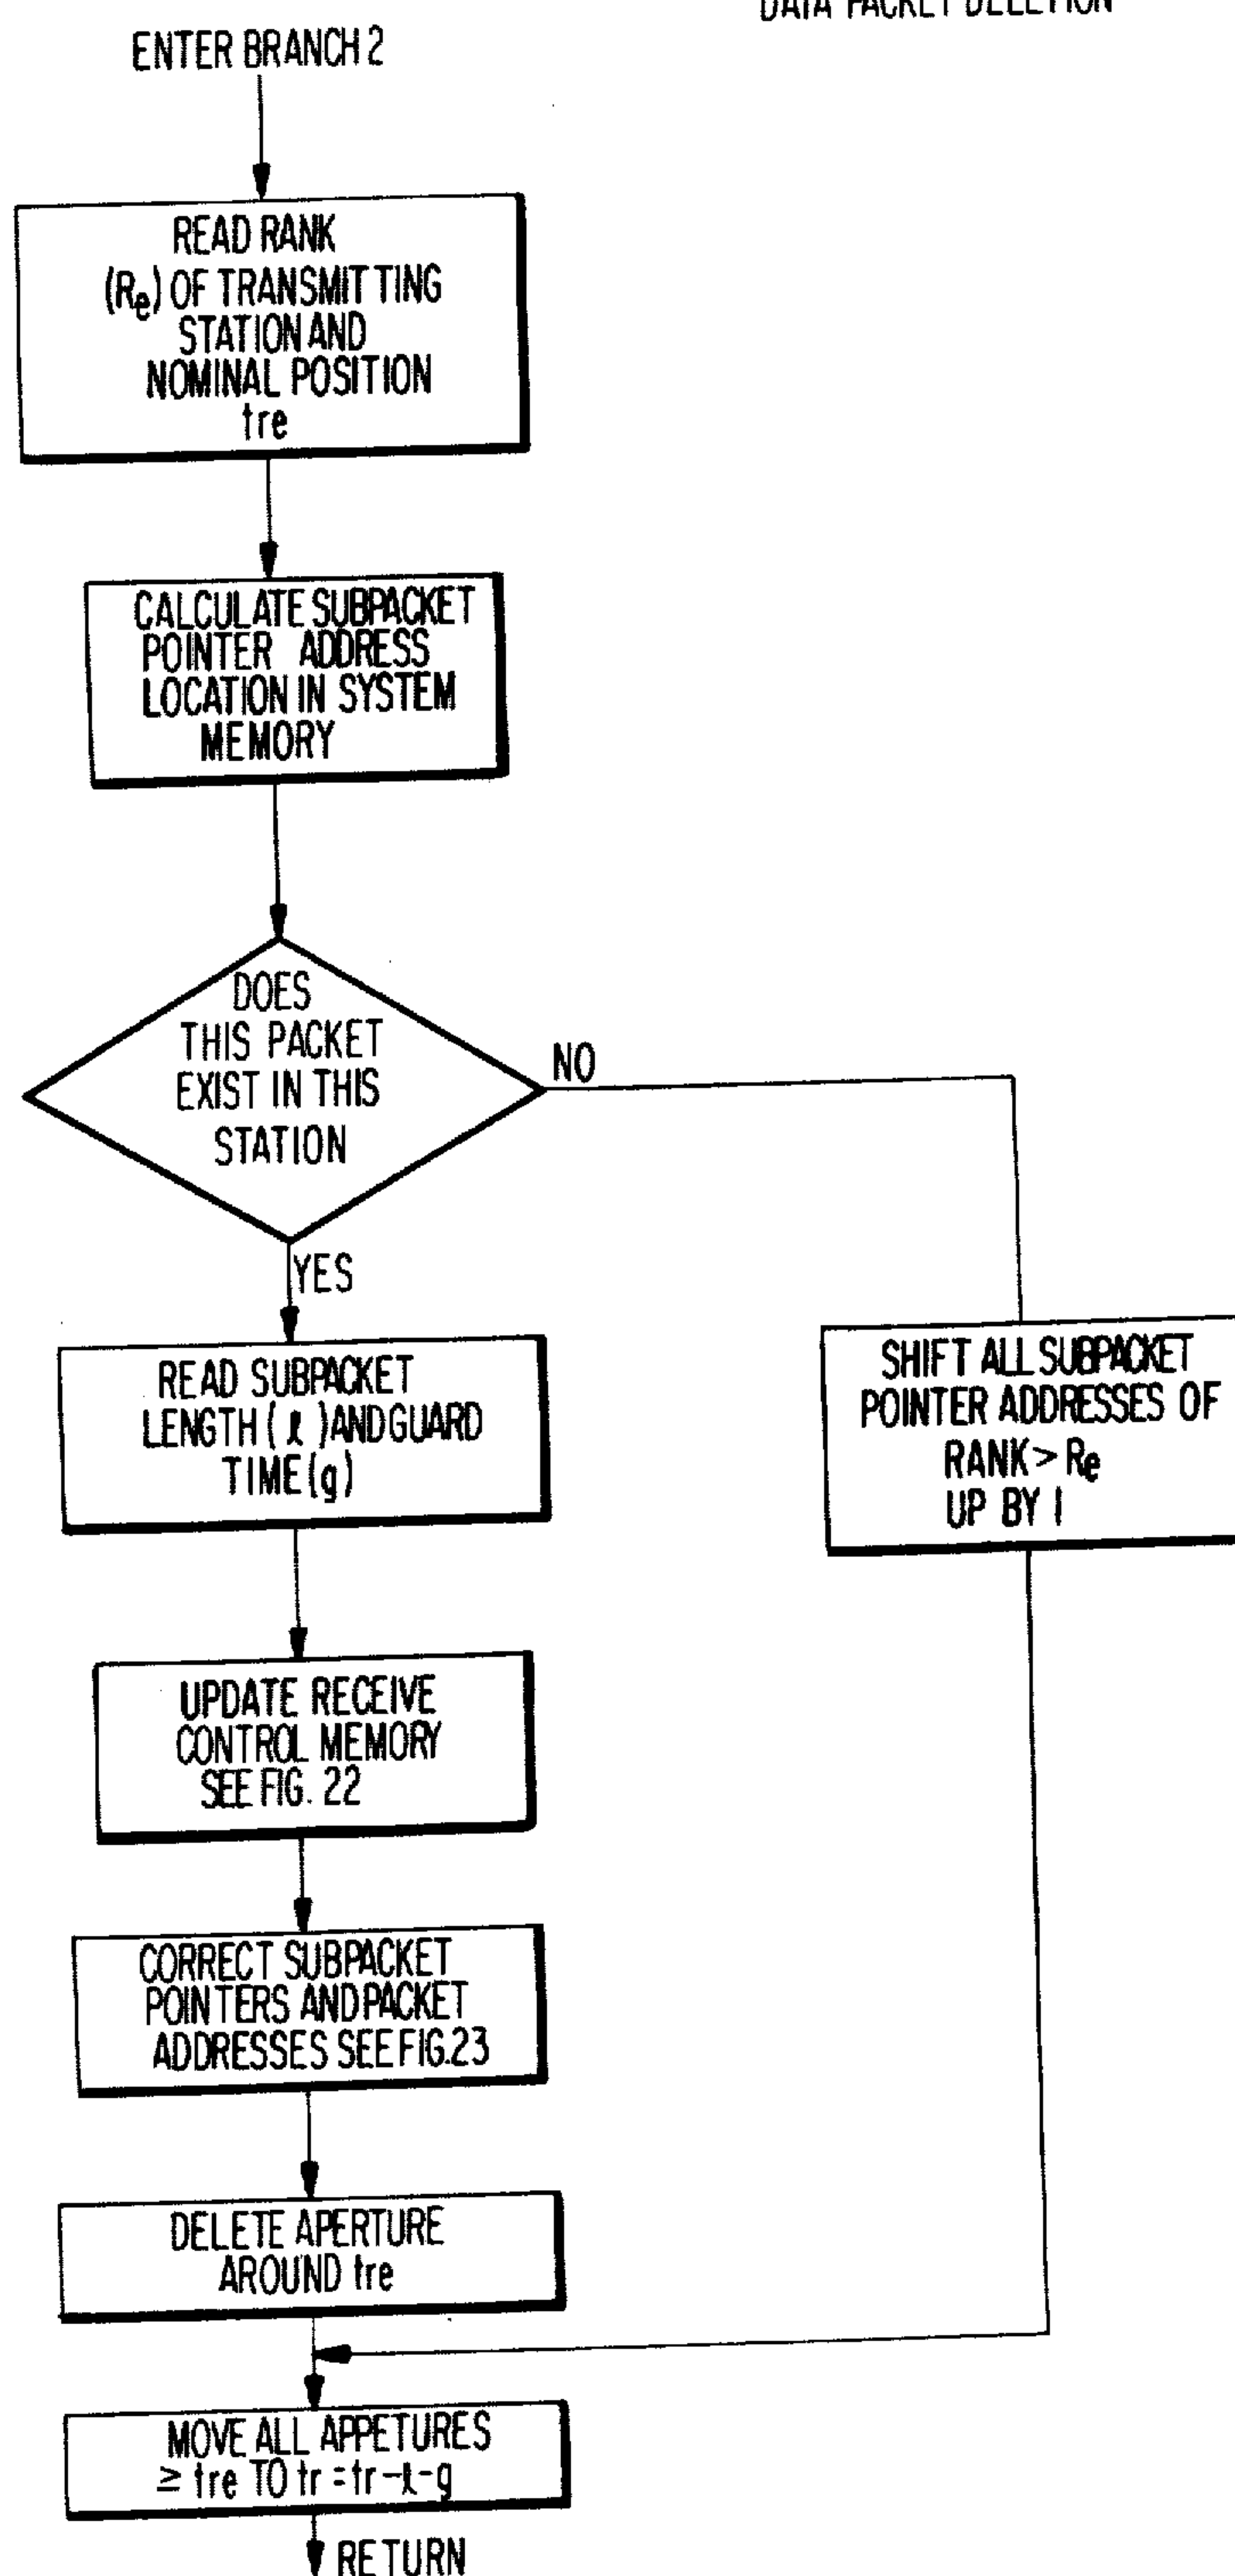 DATA PACKET DELETION
ENTER BRANCH 2
READ RANK
(Re) OF TRANSMITTING
STATION AND
NOMINAL POSITION
tre
CALCULATE SUBPACKET
POINTER ADDRESS
LOCATION IN SYSTEM
MEMORY
DOES
THIS PACKET
EXIST IN THIS
STATION
NO
YES
READ SUBPACKET
LENGTH (ℓ) AND GUARD
TIME (g)
SHIFT ALL SUBPACKET
POINTER ADDRESSES OF
RANK > Re
UP BY 1
UPDATE RECEIVE
CONTROL MEMORY
SEE FIG. 22
CORRECT SUBPACKET
POINTERS AND PACKET
ADDRESSES SEE FIG.23
DELETE APERTURE
AROUND tre
MOVE ALL APPETURES
≥ tre TO tr = tr-ℓ-g
RETURN